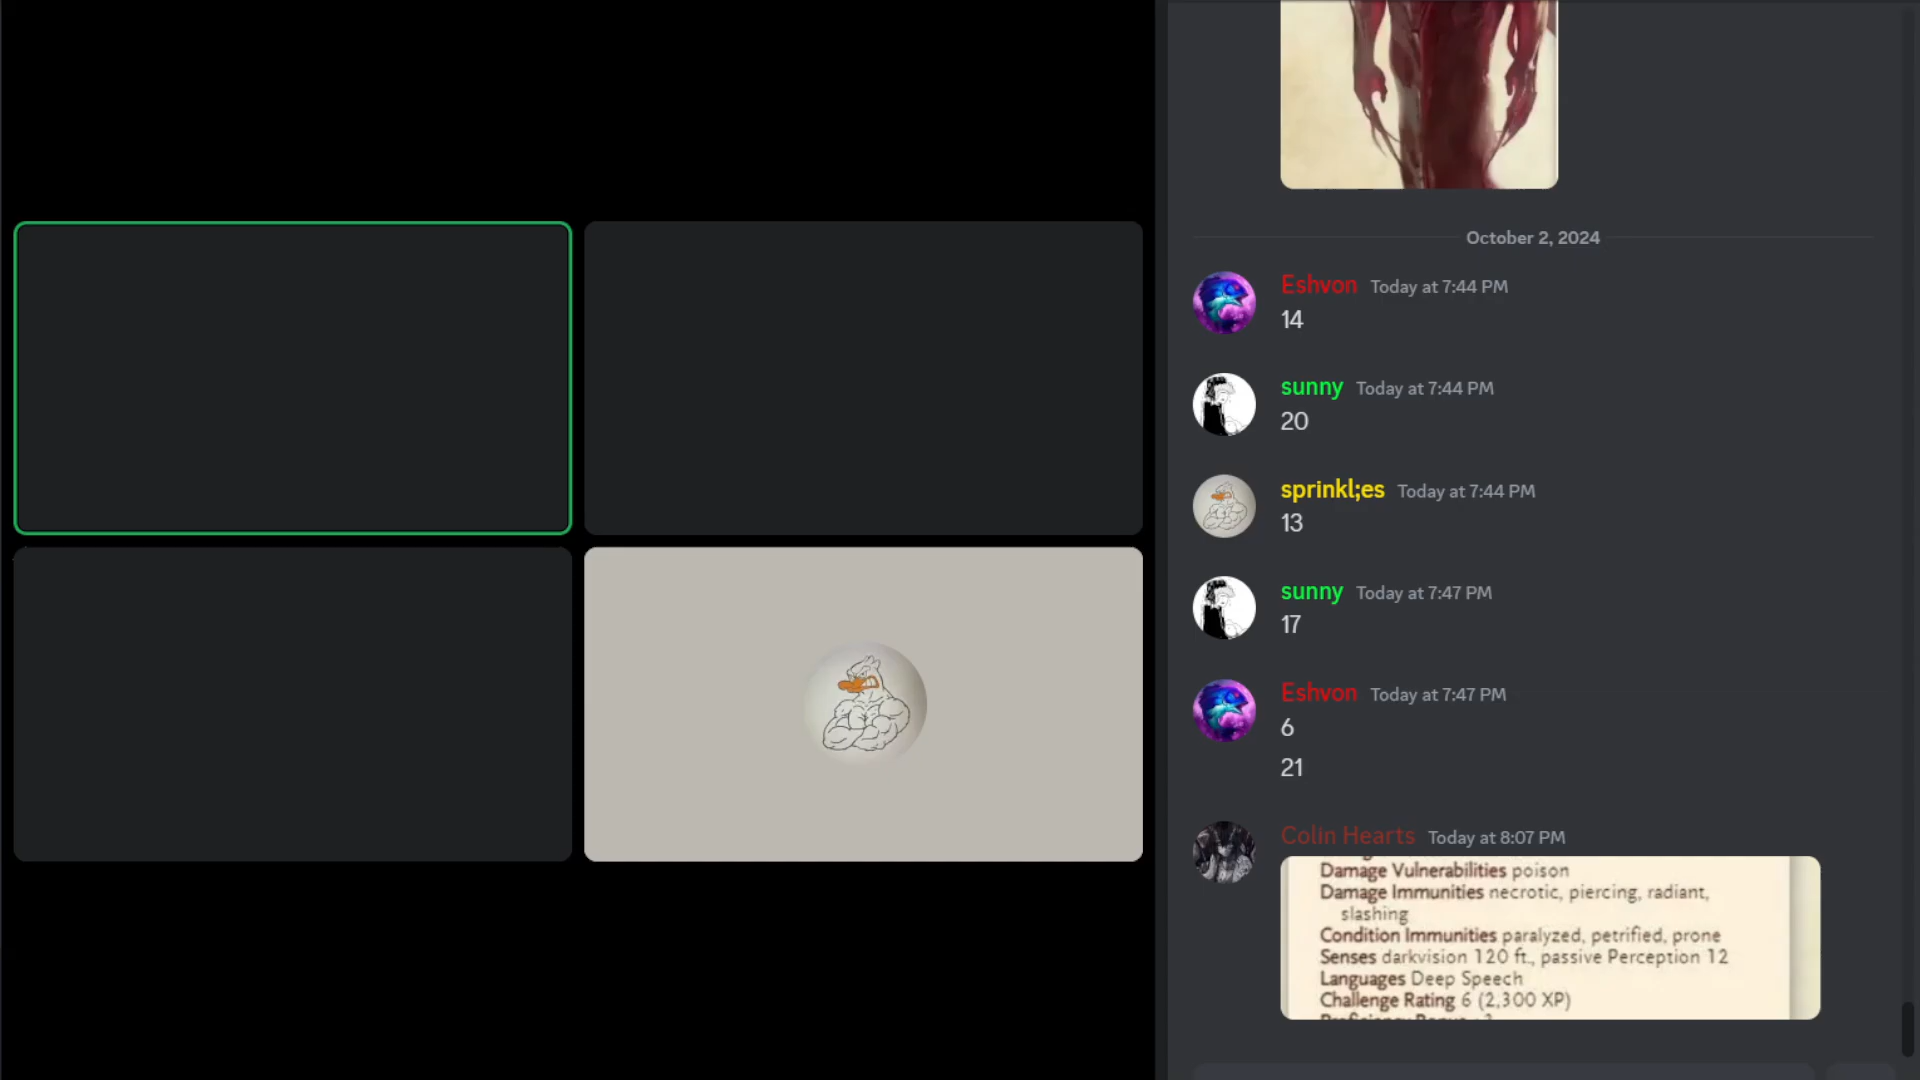 October 2, 2024
Eshvon Today at 7:44 PM
14
sunny Today at 7:44 PM
20
sprinkl;es Today at 7:44 PM
13
sunny Today at 7:47 PM
17
Eshvon Today at 7:47 PM
6
21
Colin Hearts Today at 8:07 PM
Damage Vulnerabilities poison
Damage Immunities necrotic, piercing, radiant,
slashing
Condition Immunities paralyzed, petrified, prone
Senses darkvision 120 ft., passive Perception 12
Languages Deep Speech
Challenge Rating 6 (2,300 XP)